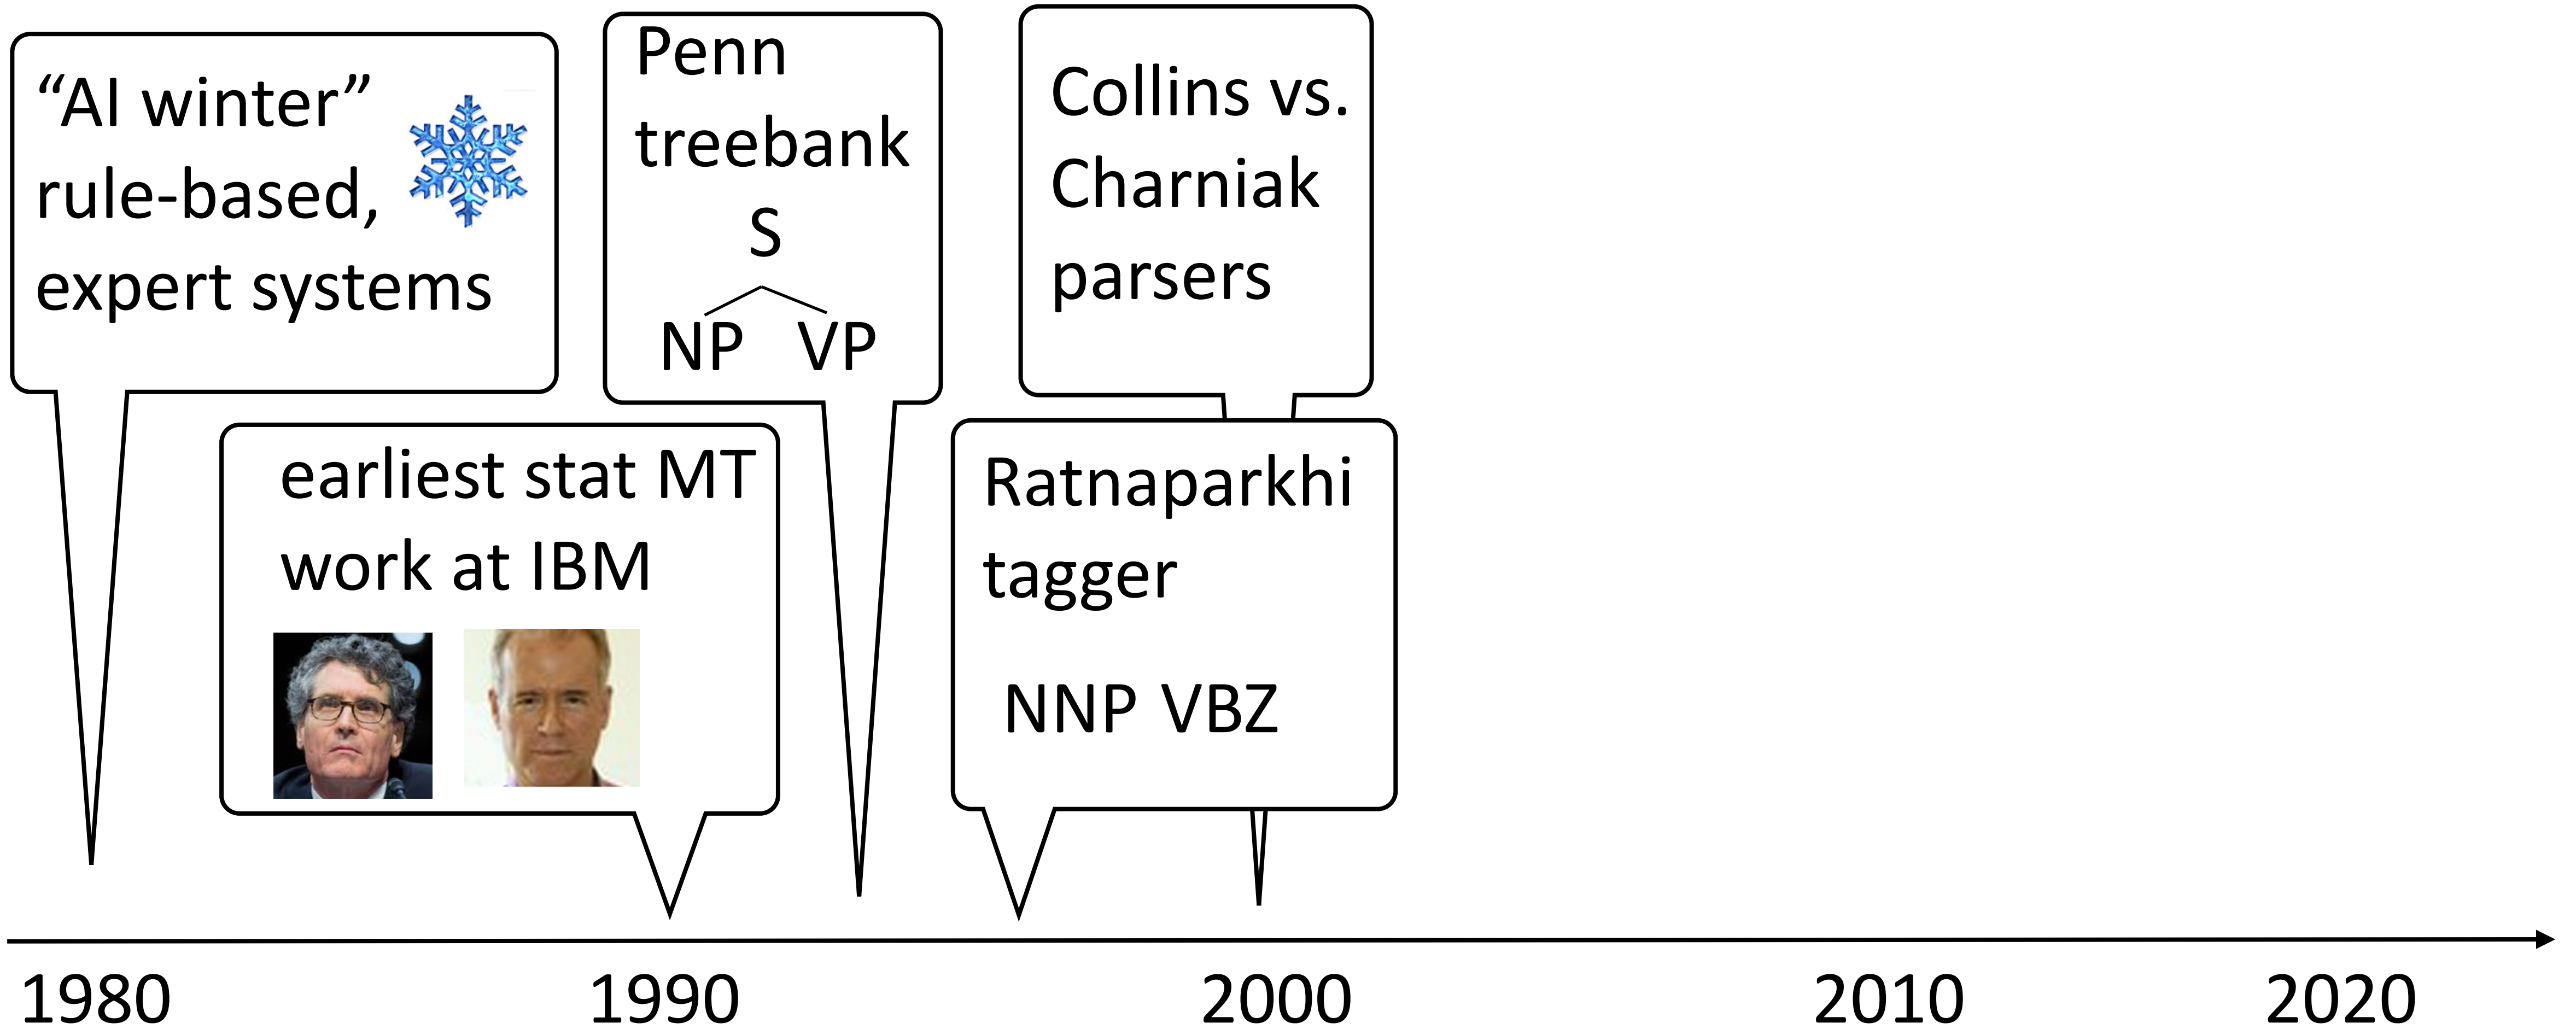 “AI winter”
rule-based,
expert systems
earliest stat MT
work at IBM
Penn
treebank
S
NP VP
Collins vs.
Charniak
parsers
Ratnaparkhi
tagger
NNP VBZ
1980 1990 2000 2010 2020